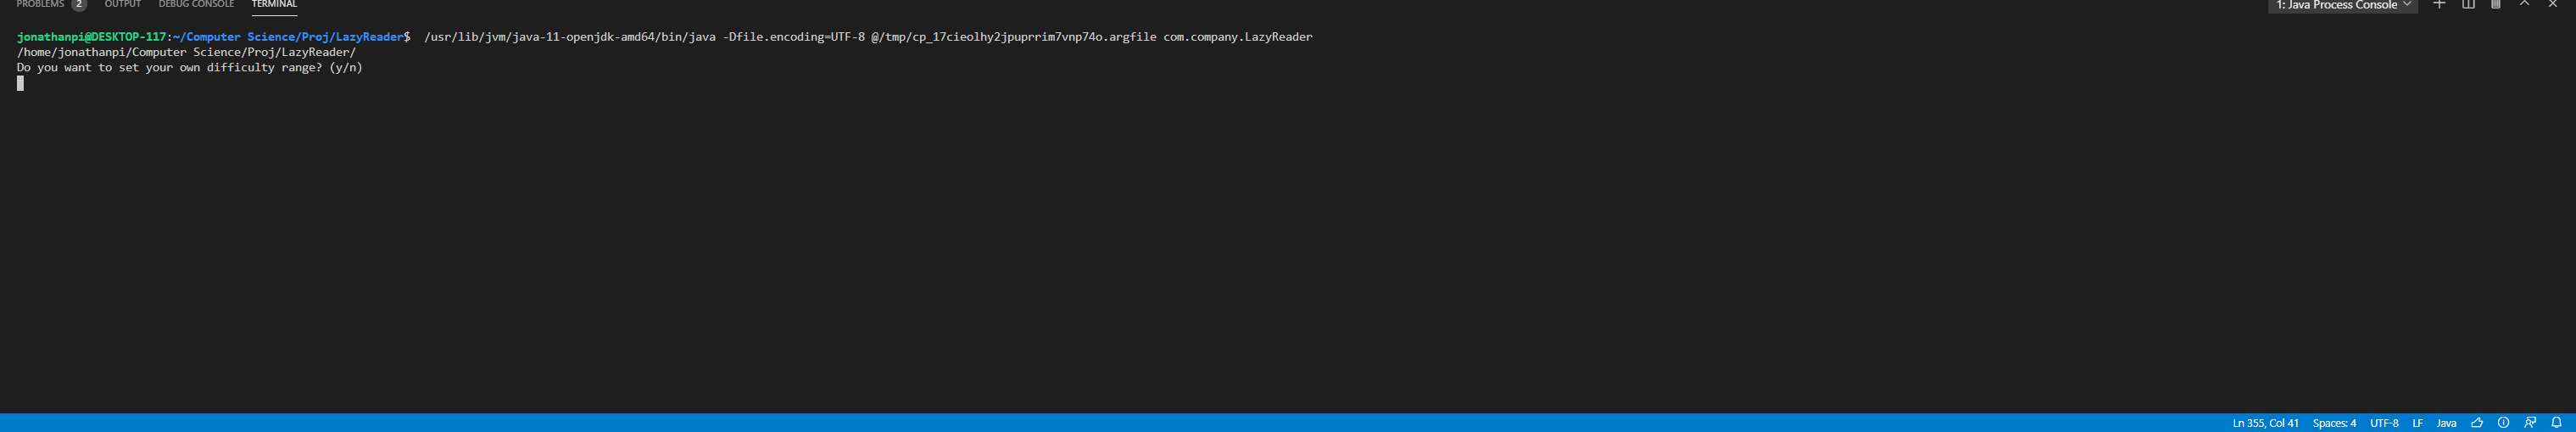 PROBLEMS 2 OUTPUT DEBUG CONSOLE TERMINAL 1: Java Process Console
jonathanpi@DESKTOP-117:~/Computer Science/Proj/LazyReader$ /usr/lib/jvm/java-11-openjdk-amd64/bin/java -Dfile.encoding=UTF-8 @/tmp/cp_17cieolhy2jpuprrim7vnp74o.argfile com.company.LazyReader
/home/jonathanpi/Computer Science/Proj/LazyReader/
Do you want to set your own difficulty range? (y/n)
Ln 355, Col 41 Spaces: 4 UTF-8 LF Java